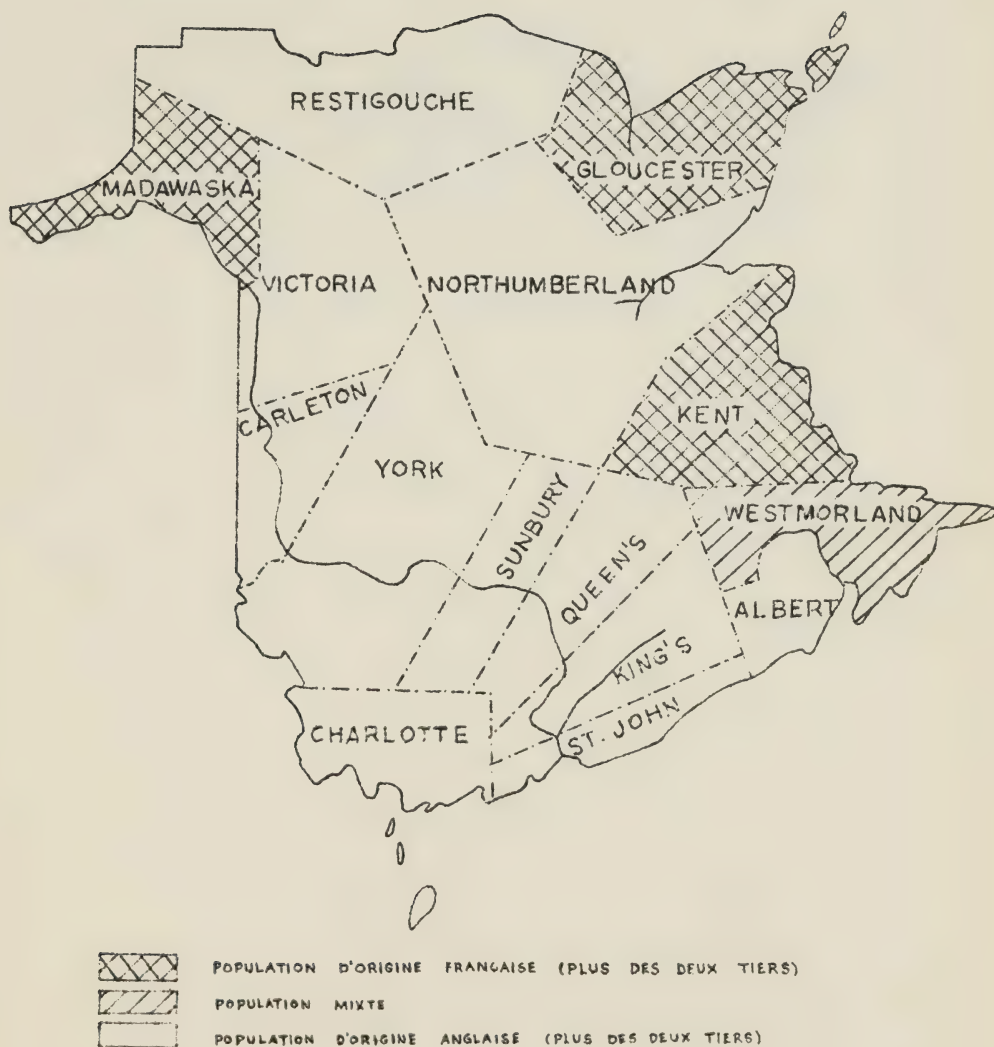 RESTIGOUCHE
GLOUCESTER
MADAWASKA
VICTORIA
NORTHUMBERLAND
CARLETON
KENT
YORK
SUNBURY
WESTMORLAND
QUEEN'S
ALBERT
KING'S
ST. JOHN
CHARLOTTE
POPULATION D'ORIGINE FRANCAISE (PLUS DES DEUX TIERS)
POPULATION MIXTE
POPULATION D'ORIGINE ANGLAISE (PLUS DES DEUX TIERS)